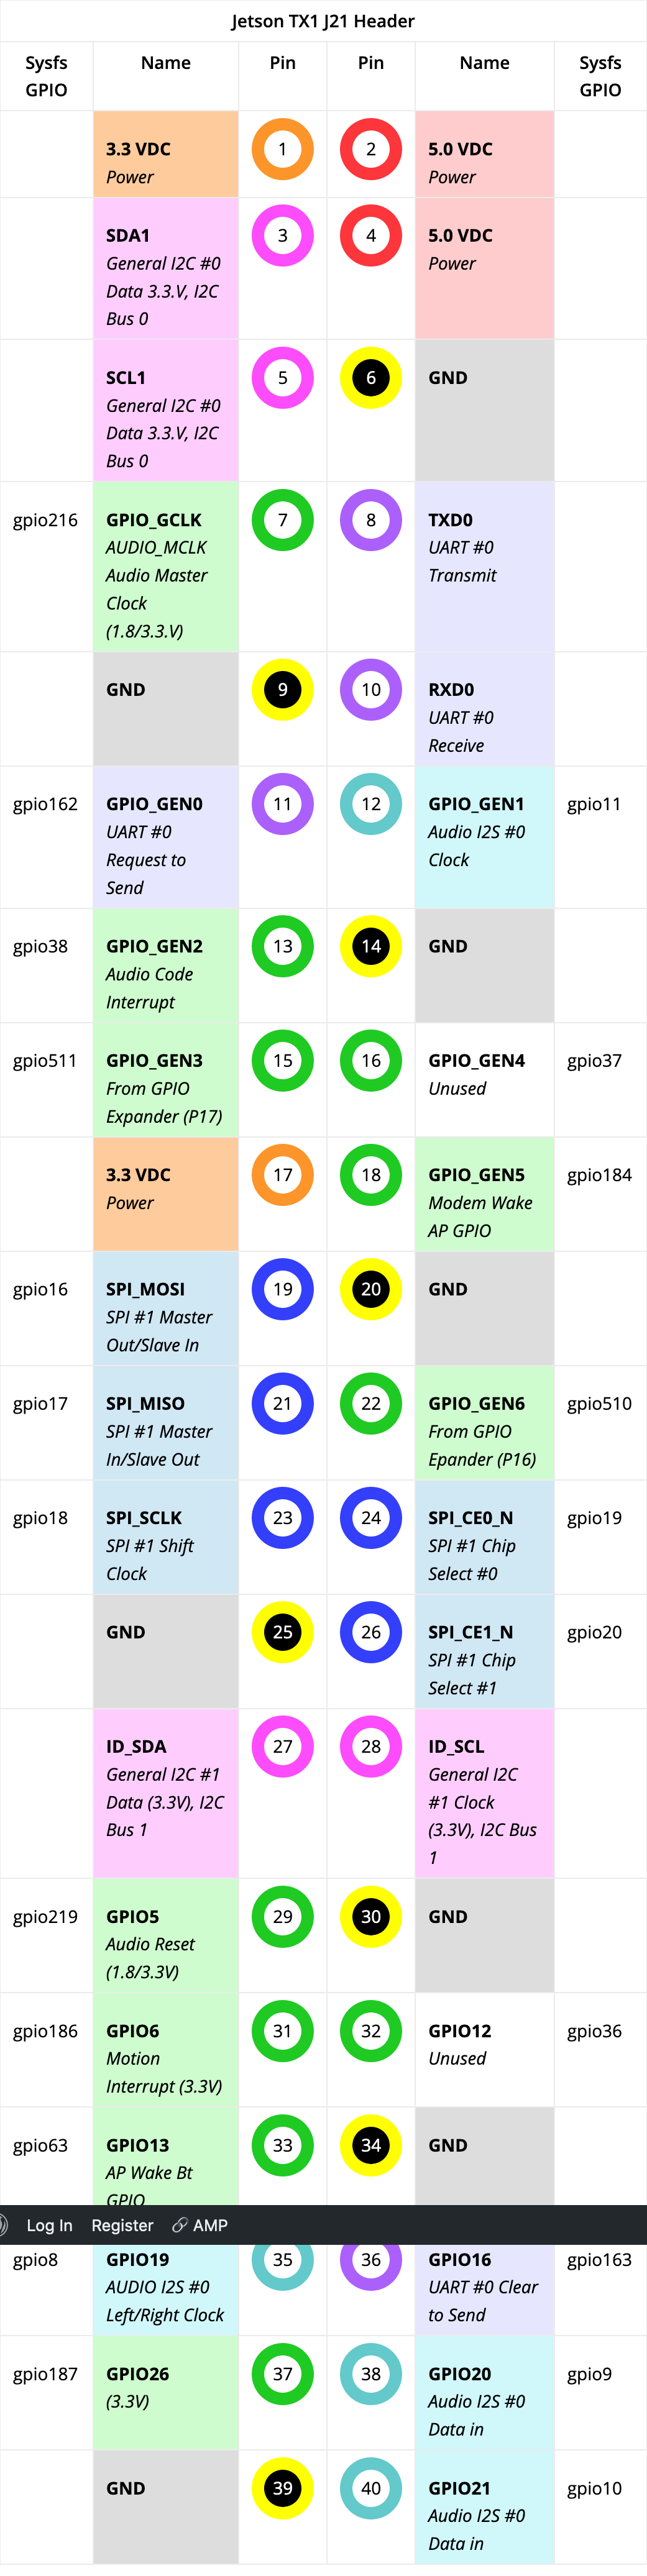 Jetson TX1 J21 Header
Sysfs GPIO Name Pin Pin Name Sysfs GPIO
3.3 VDC 1 2 5.0 VDC
Power Power
SDA1 3 4 5.0 VDC
General I2C #0 Power
Data 3.3.V, I2C
Bus 0
SCL1 5 6 GND
General I2C #0
Data 3.3.V, I2C
Bus 0
gpio216 GPIO_GCLK 7 8 TXD0
AUDIO_MCLK UART #0
Audio Master Transmit
Clock
(1.8/3.3.V)
GND 9 10 RXD0
UART #0
Receive
gpio162 GPIO_GEN0 11 12 GPIO_GEN1 gpio11
UART #0 Audio I2S #0
Request to Clock
Send
gpio38 GPIO_GEN2 13 14 GND
Audio Code
Interrupt
gpio511 GPIO_GEN3 15 16 GPIO_GEN4 gpio37
From GPIO Unused
Expander (P17)
3.3 VDC 17 18 GPIO_GEN5 gpio184
Power Modem Wake
AP GPIO
gpio16 SPI_MOSI 19 20 GND
SPI #1 Master
Out/Slave In
gpio17 SPI_MISO 21 22 GPIO_GEN6 gpio510
SPI #1 Master From GPIO
In/Slave Out Epander (P16)
gpio18 SPI_SCLK 23 24 SPI_CE0_N gpio19
SPI #1 Shift SPI #1 Chip
Clock Select #0
GND 25 26 SPI_CE1_N gpio20
SPI #1 Chip
Select #1
ID_SDA 27 28 ID_SCL
General I2C #1 General I2C
Data (3.3V), I2C #1 Clock
Bus 1 (3.3V), I2C Bus
1
gpio219 GPIO5 29 30 GND
Audio Reset
(1.8/3.3V)
gpio186 GPIO6 31 32 GPIO12 gpio36
Motion Unused
Interrupt (3.3V)
gpio63 GPIO13 33 34 GND
AP Wake Bt
GPIO
Log In Register AMP
gpio8 GPIO19 35 36 GPIO16 gpio163
AUDIO I2S #0 UART #0 Clear
Left/Right Clock to Send
gpio187 GPIO26 37 38 GPIO20 gpio9
(3.3V) Audio I2S #0
Data in
GND 39 40 GPIO21 gpio10
Audio I2S #0
Data in